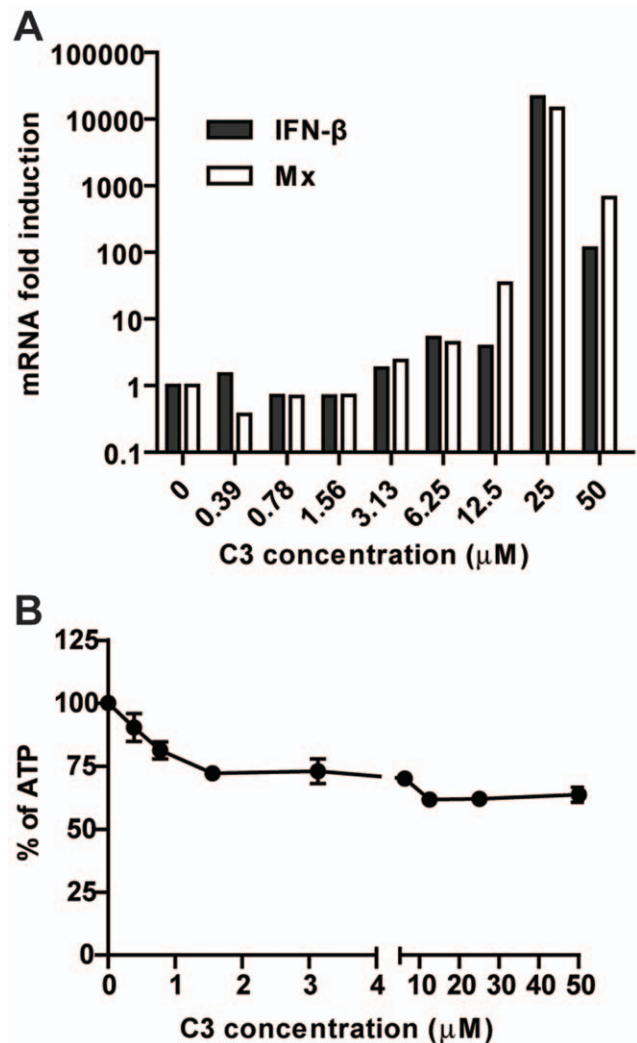 A
100000
10000
1000
100
10
1
0.1
mRNA fold induction
IFN-β
Mx
0
0.39
0.78
1.56
3.13
6.25
12.5
25
50
C3 concentration (μM)
B
125
100
75
50
25
0
% of ATP
0 1 2 3 4 10 20 30 40 50
C3 concentration (μM)